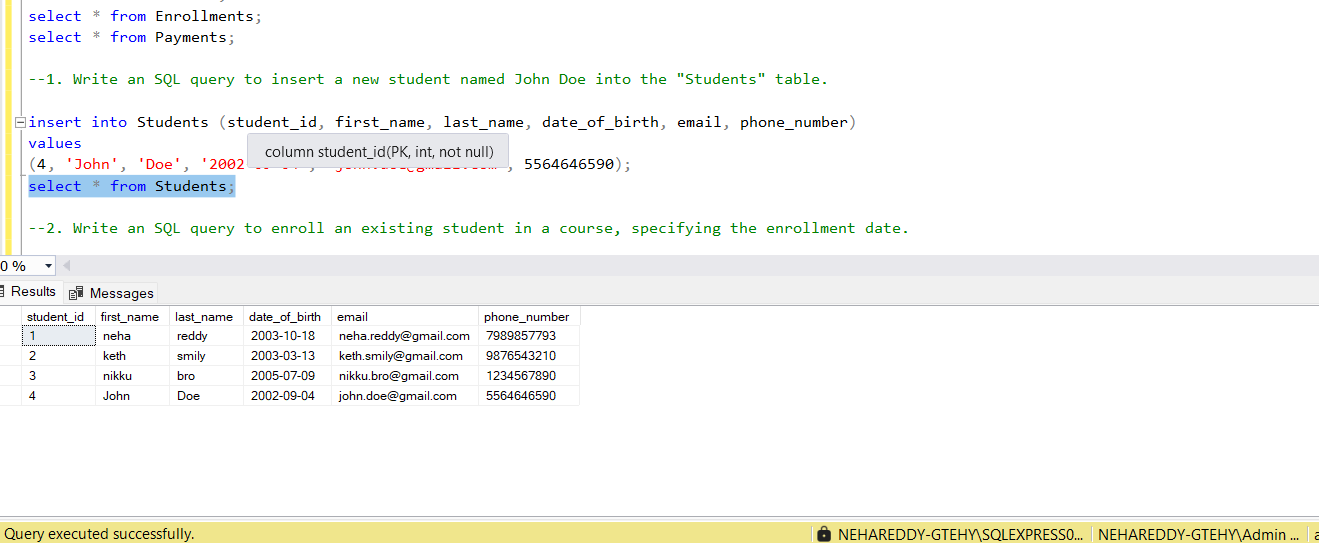 select * from Enrollments;
select * from Payments;
--1. Write an SQL query to insert a new student named John Doe into the "Students" table.
insert into Students (student_id, first_name, last_name, date_of_birth, email, phone_number)
values
column student_id(PK, int, not null)
(4, 'John', 'Doe', '2002 5564646590);
select * from Students;
--2. Write an SQL query to enroll an existing student in a course, specifying the enrollment date.
0 %
Results Messages
student_id first_name last_name date_of_birth email phone_number
1 neha reddy 2003-10-18 neha.reddy@gmail.com 7989857793
2 keth smily 2003-03-13 keth.smily@gmail.com 9876543210
3 nikku bro 2005-07-09 nikku.bro@gmail.com 1234567890
4 John Doe 2002-09-04 john.doe@gmail.com 5564646590
Query executed successfully. NEHAREDDY-GTEHY\SQLEXPRESS0... NEHAREDDY-GTEHY\Admin ...